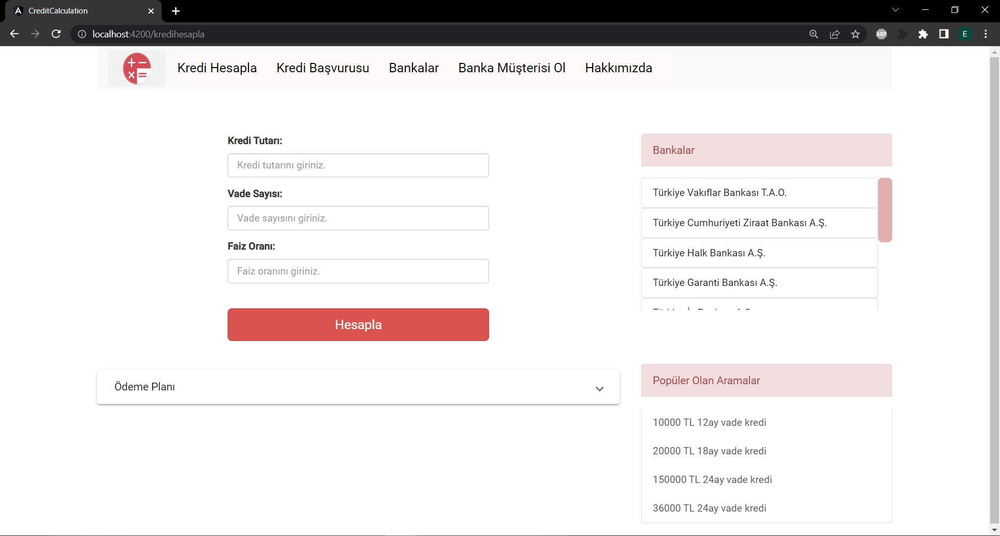 CreditCalculation
localhost:4200/kredihesapla
ABP
E
Kredi Hesapla Kredi Başvurusu Bankalar Banka Müşterisi Ol Hakkımızda
Kredi Tutarı:
Kredi tutarını giriniz.
Vade Sayısı:
Vade sayısını giriniz.
Faiz Oranı:
Faiz oranını giriniz.
Hesapla
Ödeme Planı
Bankalar
Türkiye Vakıflar Bankası T.A.O.
Türkiye Cumhuriyeti Ziraat Bankası A.Ş.
Türkiye Halk Bankası A.Ş.
Türkiye Garanti Bankası A.Ş.
Popüler Olan Aramalar
10000 TL 12ay vade kredi
20000 TL 18ay vade kredi
150000 TL 24ay vade kredi
36000 TL 24ay vade kredi